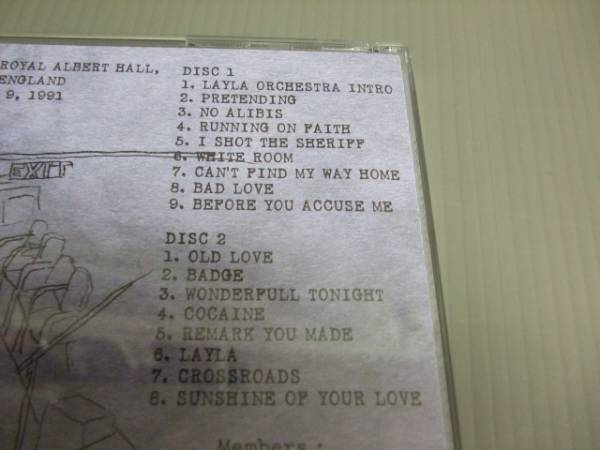 ROYAL ALBERT HALL,
ENGLAND
9, 1991
EXIT
DISC 1
1. LAYLA ORCHESTRA INTRO
2. PRETENDING
3. NO ALIBIS
4. RUNNING ON FAITH
5. I SHOT THE SHERIFF
6. WHITE ROOM
7. CAN'T FIND MY WAY HOME
8. BAD LOVE
9. BEFORE YOU ACCUSE ME
DISC 2
1. OLD LOVE
2. BADGE
3. WONDERFULL TONIGHT
4. COCAINE
5. REMARK YOU MADE
6. LAYLA
7. CROSSROADS
8. SUNSHINE OF YOUR LOVE
Members :